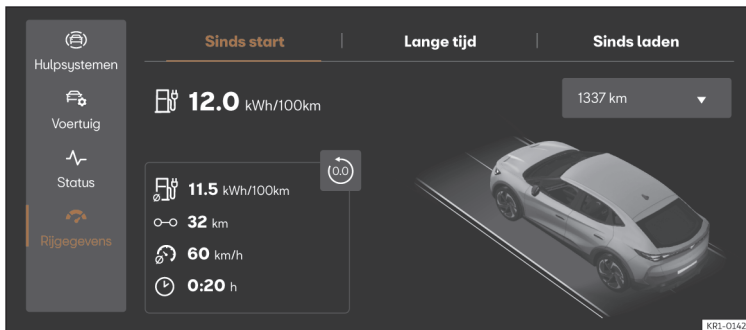 Sinds start
Lange tijd
Sinds laden
Hulpsystemen
Voertuig
Status
Rijgegevens
12.0 kWh/100km
1337 km
(0.0)
11.5 kWh/100km
32 km
60 km/h
0:20 h
KR1-0142